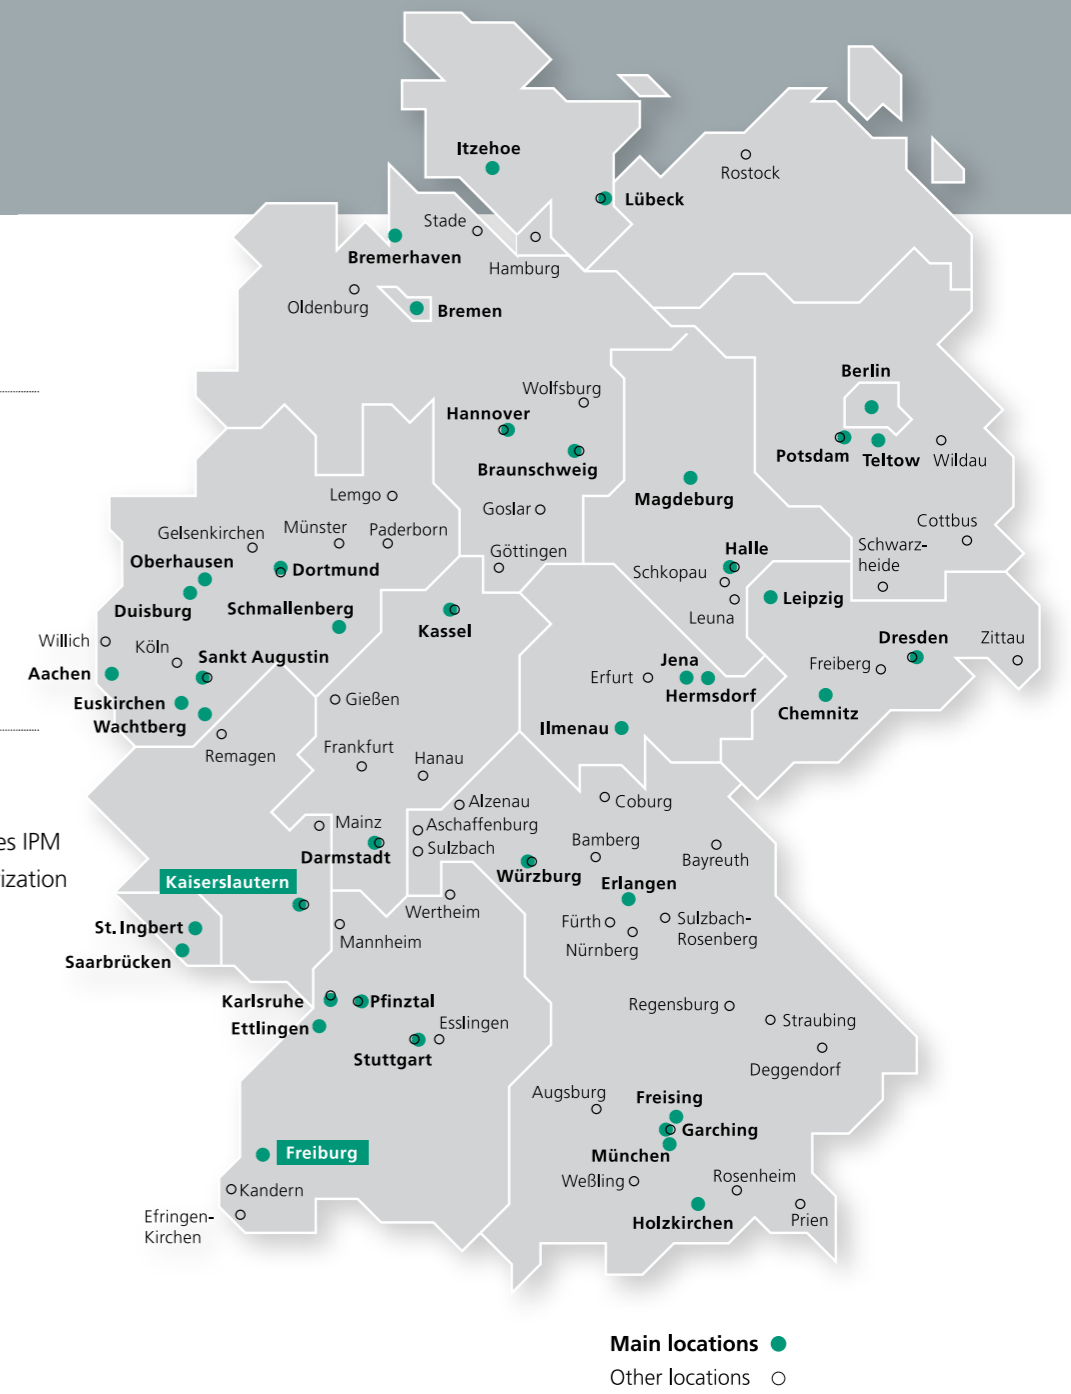 Itzehoe
Rostock
Lübeck
Stade
Bremerhaven
Hamburg
Oldenburg
Bremen
Berlin
Wolfsburg
Hannover
Potsdam
Teltow
Wildau
Braunschweig
Magdeburg
Lemgo
Goslar
Cottbus
Gelsenkirchen
Münster
Paderborn
Göttingen
Halle
Schwarz-
heide
Oberhausen
Dortmund
Schkopau
Duisburg
Schmallenberg
Leipzig
Leuna
Kassel
Willich
Köln
Dresden
Zittau
Sankt Augustin
Jena
Freiberg
Aachen
Erfurt
Hermsdorf
Euskirchen
Gießen
Chemnitz
Wachtberg
Ilmenau
Remagen
Frankfurt
Hanau
Alzenau
Coburg
Mainz
Aschaffenburg
es IPM
Sulzbach
Bamberg
Bayreuth
Darmstadt
rization
Würzburg
Kaiserslautern
Erlangen
Wertheim
St. Ingbert
Mannheim
Fürth
Sulzbach-
Rosenberg
Nürnberg
Saarbrücken
Karlsruhe
Pfinztal
Regensburg
Ettlingen
Esslingen
Straubing
Stuttgart
Deggendorf
Augsburg
Freising
Garching
Freiburg
München
Kandern
Weßling
Rosenheim
Efringen-
Kirchen
Holzkirchen
Prien
Main locations
Other locations